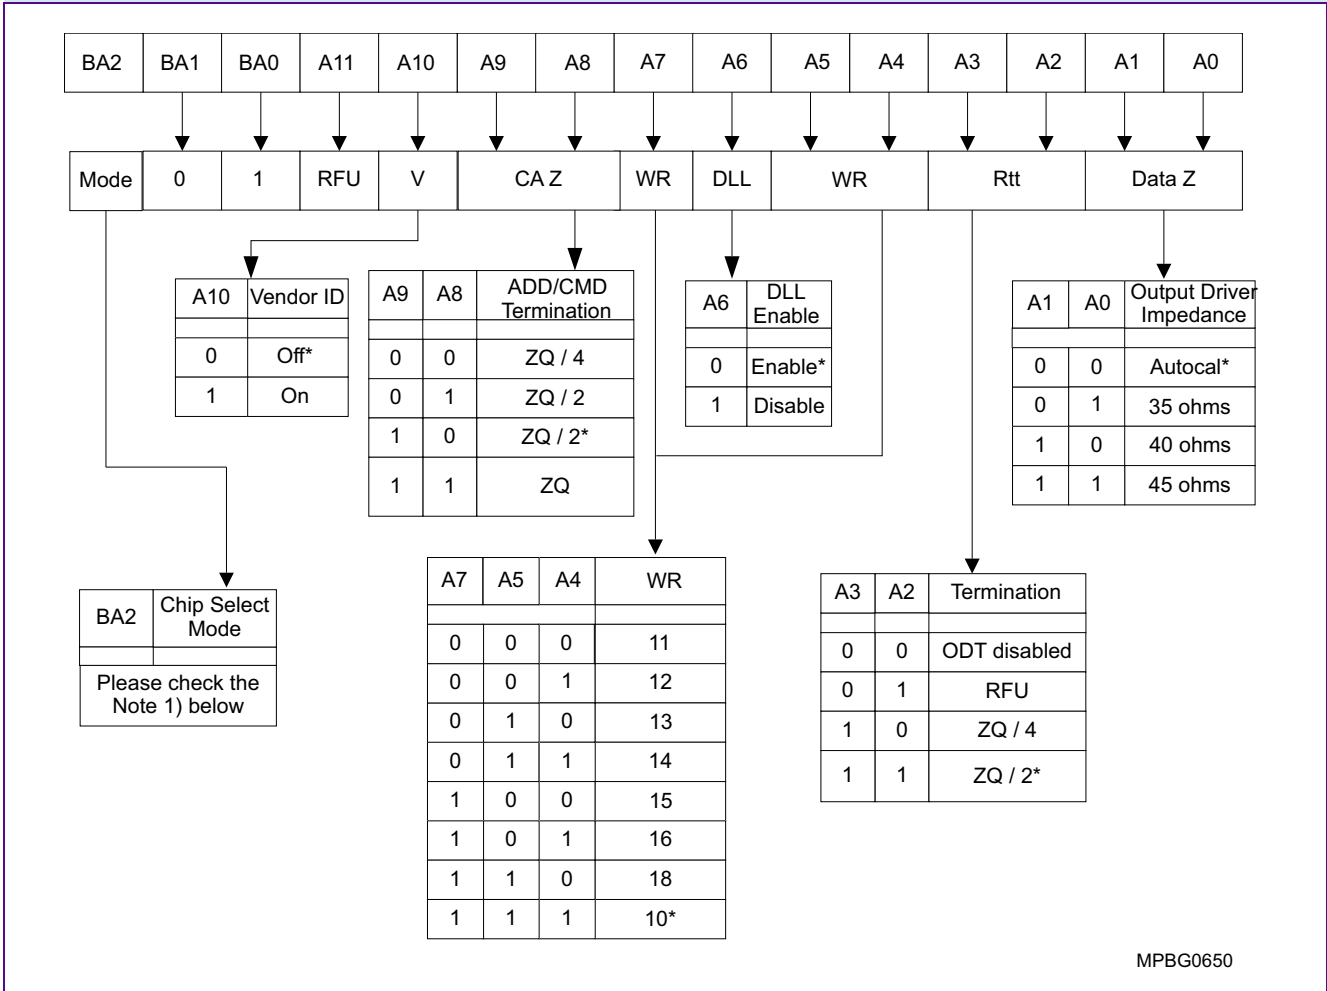 BA2 BA1 BA0 A11 A10 A9 A8 A7 A6 A5 A4 A3 A2 A1 A0
Mode 0 1 RFU V CA Z WR DLL WR Rtt Data Z
A10 Vendor ID
0 Off*
1 On
A9 A8 ADD/CMD
Termination
0 0 ZQ / 4
0 1 ZQ / 2
1 0 ZQ / 2*
1 1 ZQ
A6 DLL
Enable
0 Enable*
1 Disable
A1 A0 Output Driver
Impedance
0 0 Autocal*
0 1 35 ohms
1 0 40 ohms
1 1 45 ohms
BA2 Chip Select
Mode
Please check the
Note 1) below
A7 A5 A4 WR
0 0 0 11
0 0 1 12
0 1 0 13
0 1 1 14
1 0 0 15
1 0 1 16
1 1 0 18
1 1 1 10*
A3 A2 Termination
0 0 ODT disabled
0 1 RFU
1 0 ZQ / 4
1 1 ZQ / 2*
MPBG0650